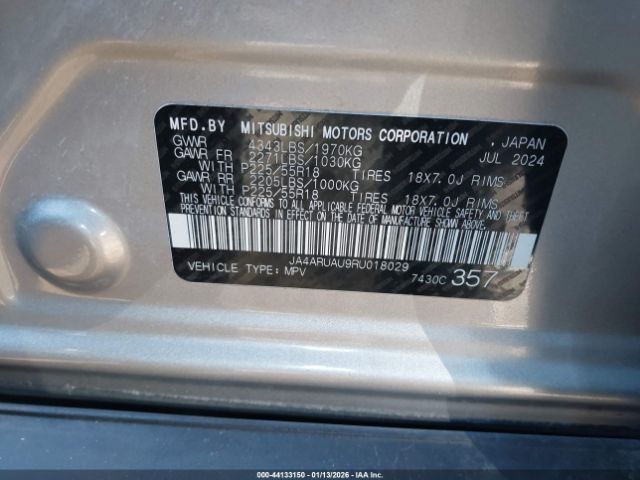 MFD.BY MITSUBISHI MOTORS CORPORATION , JAPAN
GVWR 4343LBS/1970KG JUL 2024
GAWR FR 2271LBS/1030KG
WITH P225/55R18 TIRES 18X7.0J RIMS,
GAWR RR 2205LBS/1000KG
WITH P225/55R18 TIRES 18X7.0J RIMS,
THIS VEHICLE CONFORMS TO ALL APPLICABLE FEDERAL MOTOR VEHICLE SAFETY AND THEFT
PREVENTION STANDARDS IN EFFECT ON THE DATE OF MANUFACTURE SHOWN ABOVE.
JA4ARUAU9RU018029
VEHICLE TYPE: MPV 7430C 357
000-44133150 - 01/13/2026 - IAAI.COM